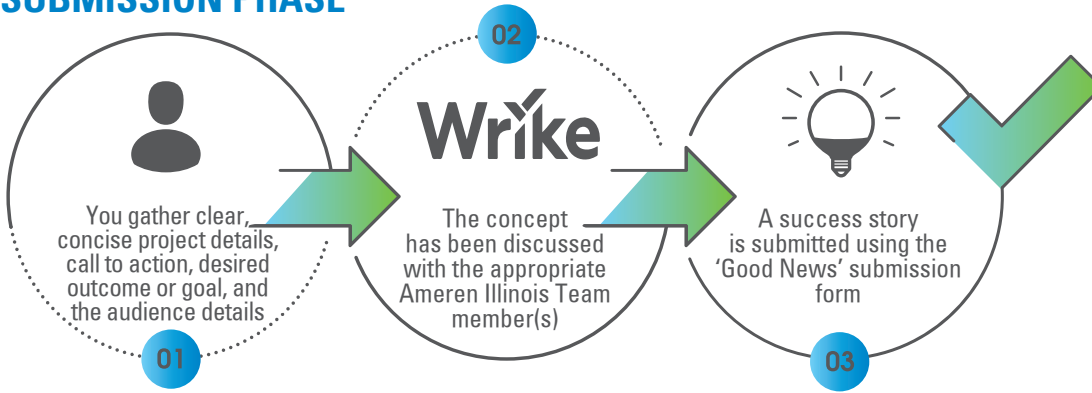 SUBMISSION PHASE
02
Wrike
You gather clear,
concise project details,
call to action, desired
outcome or goal, and
the audience details
The concept
has been discussed
with the appropriate
Ameren Illinois Team
member(s)
A success story
is submitted using the
‘Good News’ submission
form
01
03